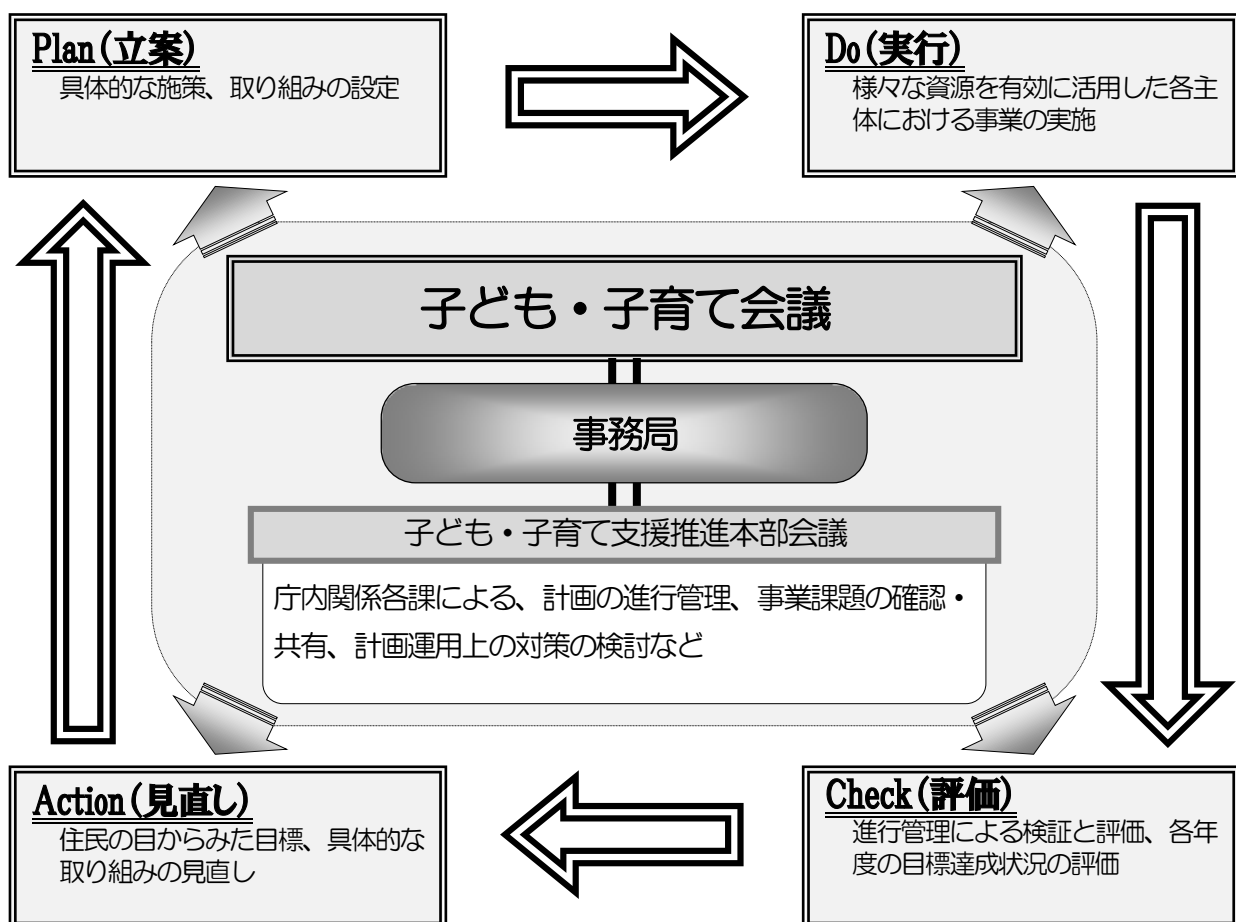 Plan(立案)
具体的な施策、取り組みの設定
Do(実行)
様々な資源を有効に活用した各主
体における事業の実施
子ども・子育て会議
事務局
子ども・子育て支援推進本部会議
庁内関係各課による、計画の進行管理、事業課題の確認・
共有、計画運用上の対策の検討など
Action(見直し)
住民の目からみた目標、具体的な
取り組みの見直し
Check(評価)
進行管理による検証と評価、各年
度の目標達成状況の評価